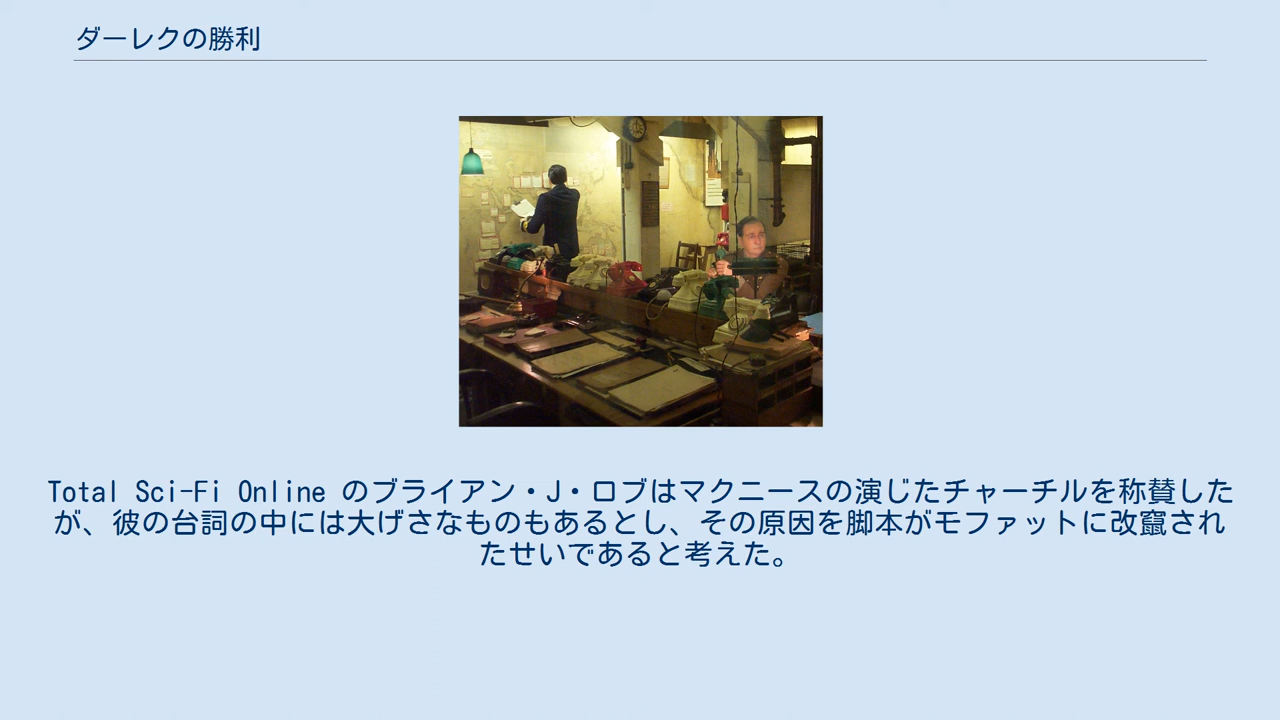 ダーレクの勝利
Total Sci-Fi Online のブライアン・J・ロブはマクニースの演じたチャーチルを称賛した
が、彼の台詞の中には大げさなものもあるとし、その原因を脚本がモファットに改竄され
たせいであると考えた。